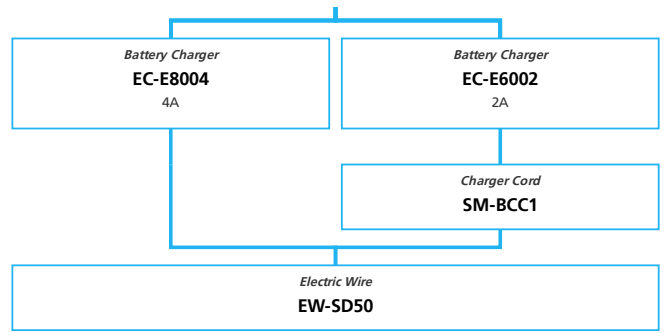 Battery Charger
EC-E8004
4A
Battery Charger
EC-E6002
2A
Charger Cord
SM-BCC1
Electric Wire
EW-SD50